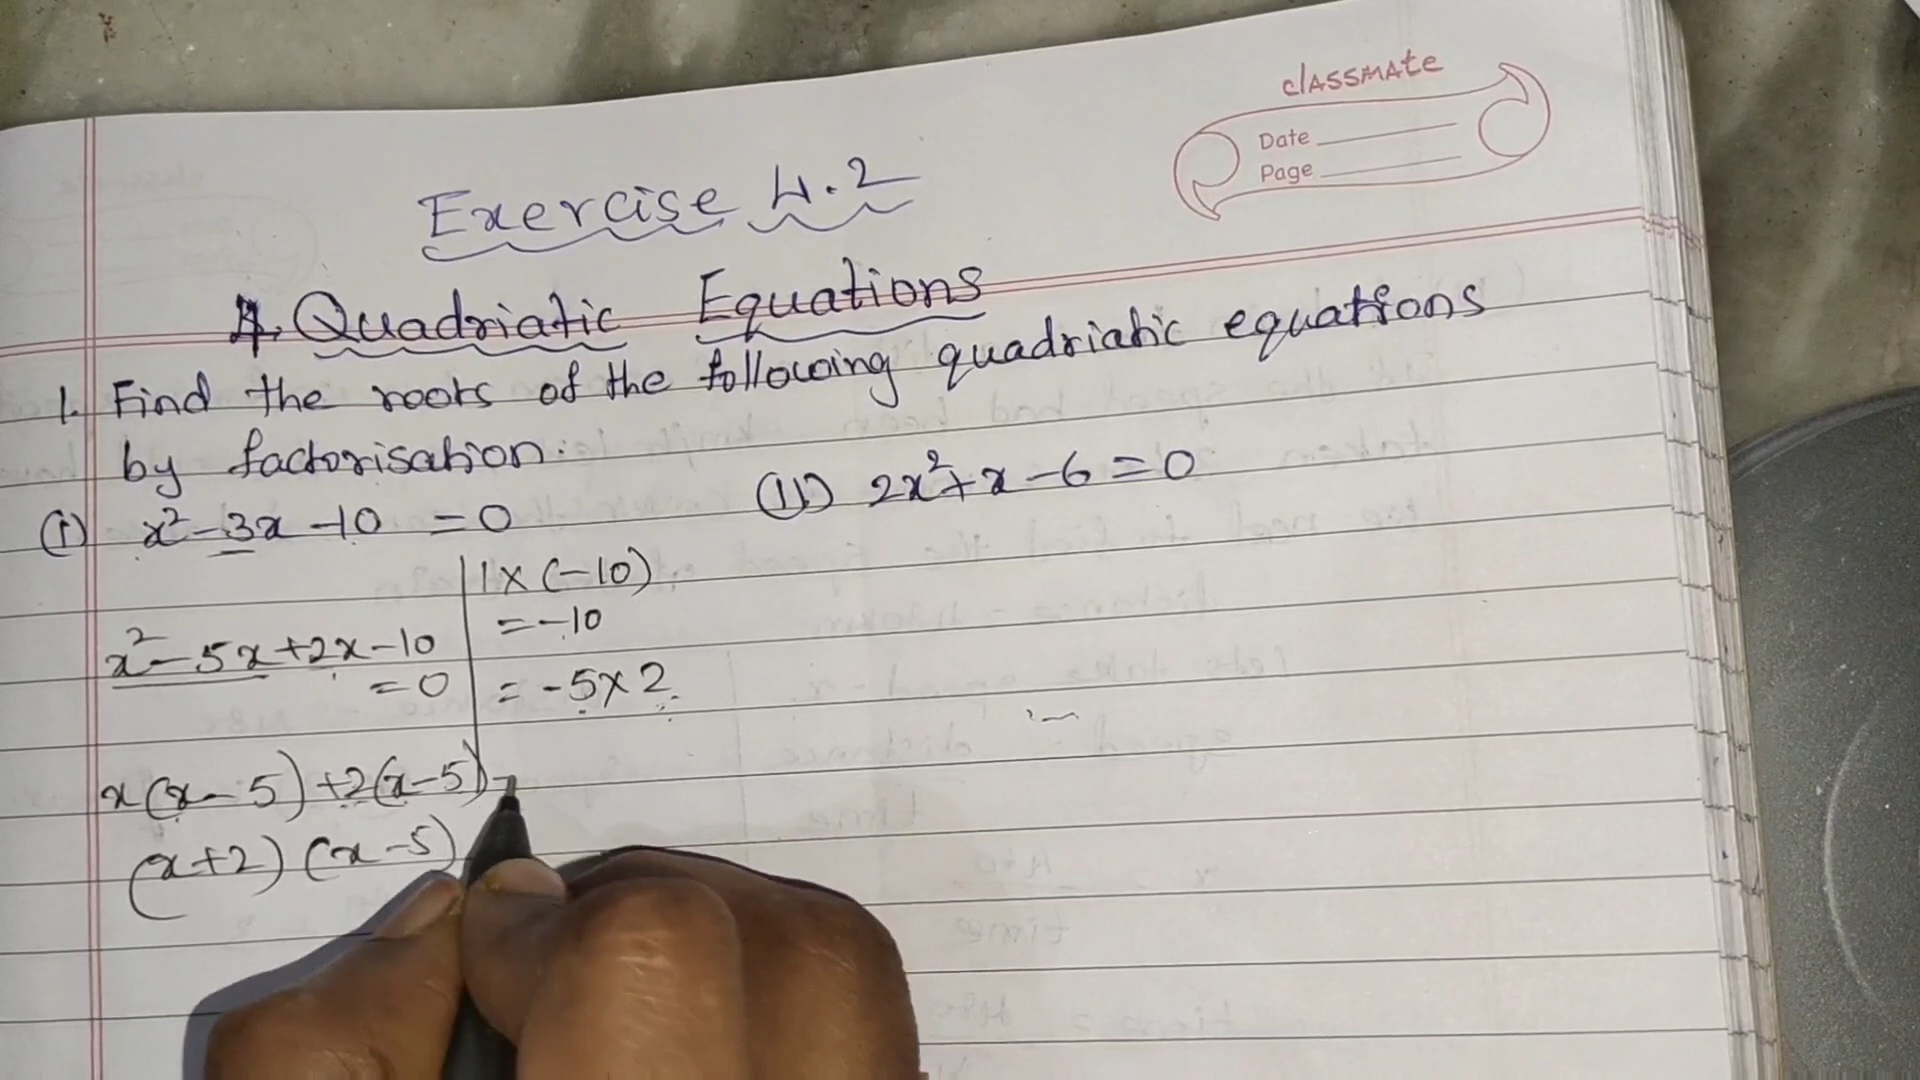 classmate
Date
Page
Exercise 4.2
4. Quadriatic Equations
1. Find the roots of the following quadriatic equations
by factorisation.
(i) x²-3x-10 =0
(ii) 2x²+x-6=0
1×(-10)
=-10
=-5×2
x²-5x+2x-10
=0
x(x-5)+2(x-5)=
(x+2)(x-5)